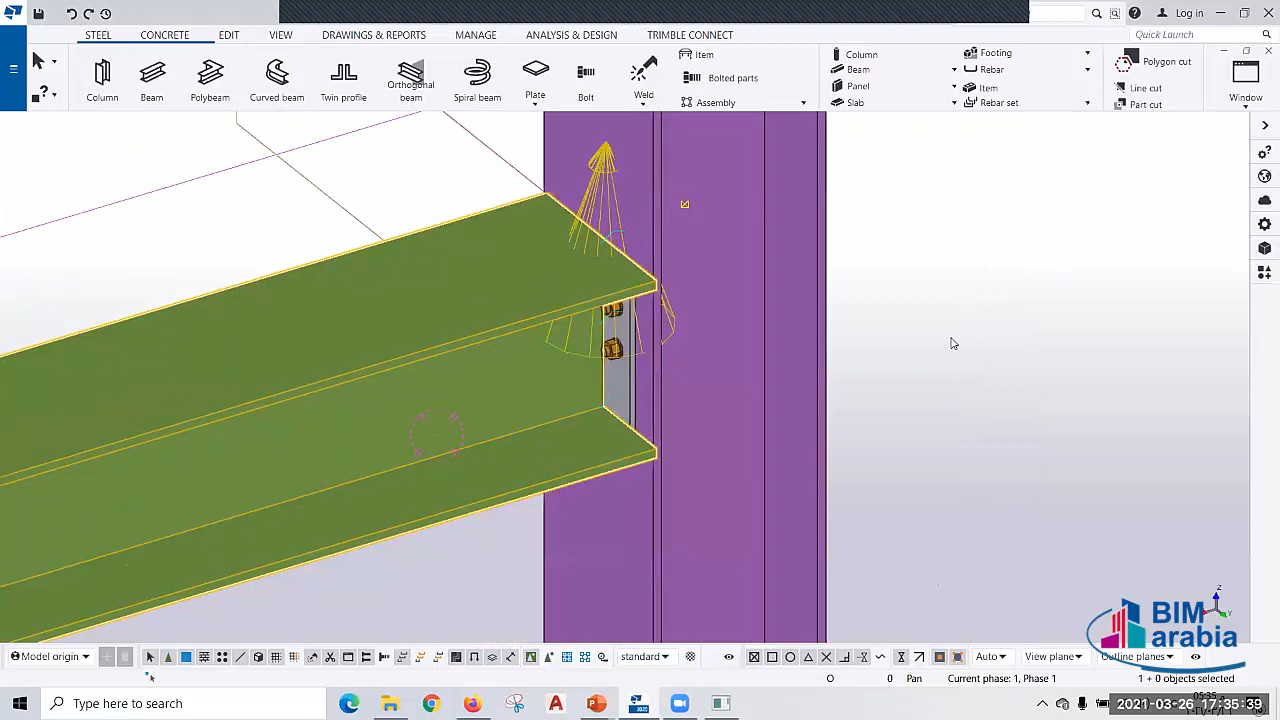 Log in
STEEL CONCRETE EDIT VIEW DRAWINGS & REPORTS MANAGE ANALYSIS & DESIGN TRIMBLE CONNECT
Quick Launch
Item
Column
Footing
Polygon cut
Bolted parts
Beam
Rebar
Panel
Item
Line cut
Column
Beam
Polybeam
Curved beam
Twin profile
Orthogonal
beam
Spiral beam
Plate
Bolt
Weld
Assembly
Slab
Rebar set
Part cut
Window
BIM
arabia
Model origin
standard
Auto
View plane
Outline planes
O 0 Pan Current phase: 1, Phase 1 1 + 0 objects selected
Type here to search
2021-03-26 17:35:39